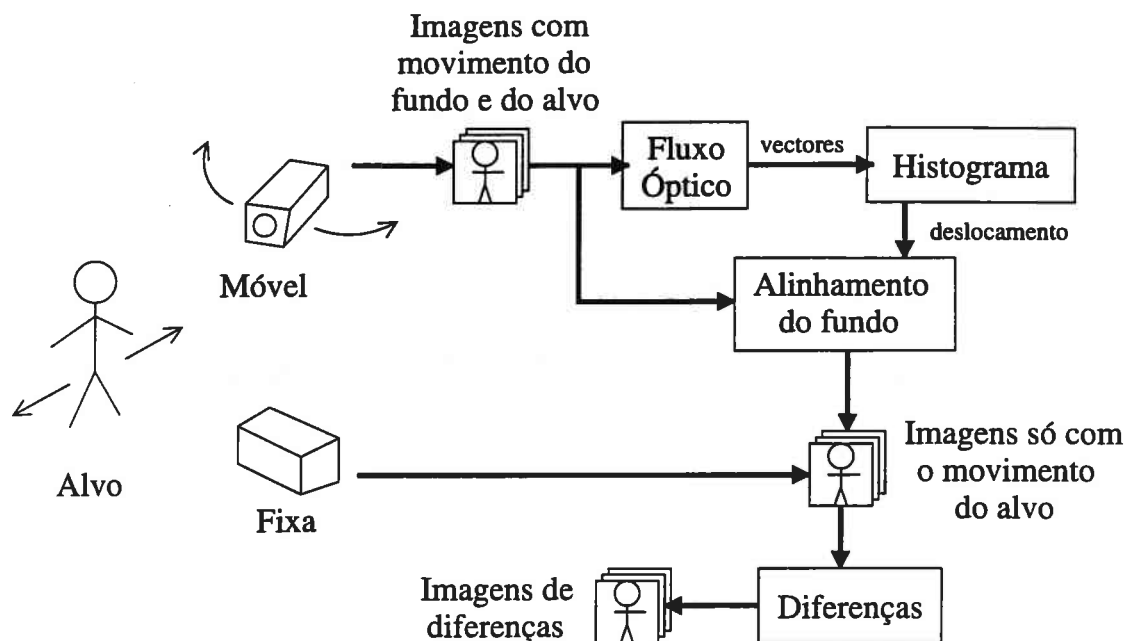 Imagens com
movimento do
fundo e do alvo
Fluxo
Óptico
vectores
Histograma
deslocamento
Móvel
Alinhamento
do fundo
Alvo
Fixa
Imagens só com
o movimento
do alvo
Imagens de
diferenças
Diferenças